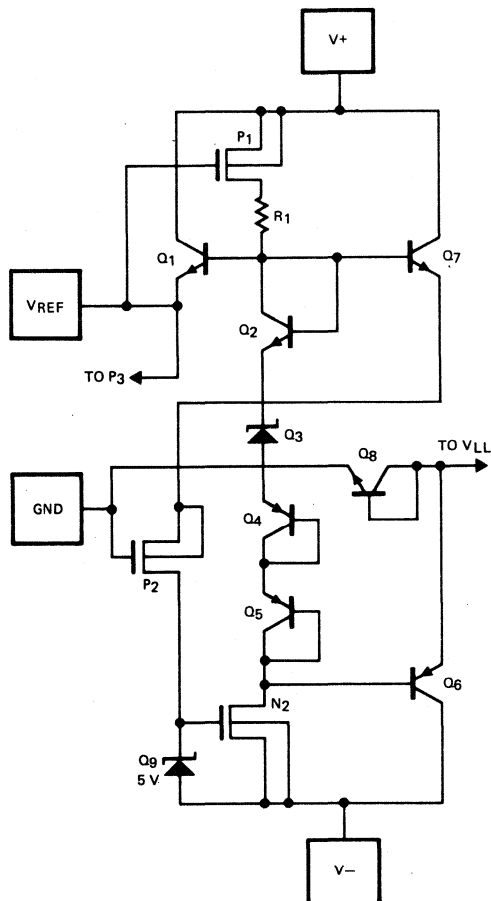 V+
P1
R1
Q1
Q7
VREF
Q2
TO P3
Q3
Q8
TO VLL
GND
Q4
P2
Q5
Q6
N2
Q9
5 V
V−